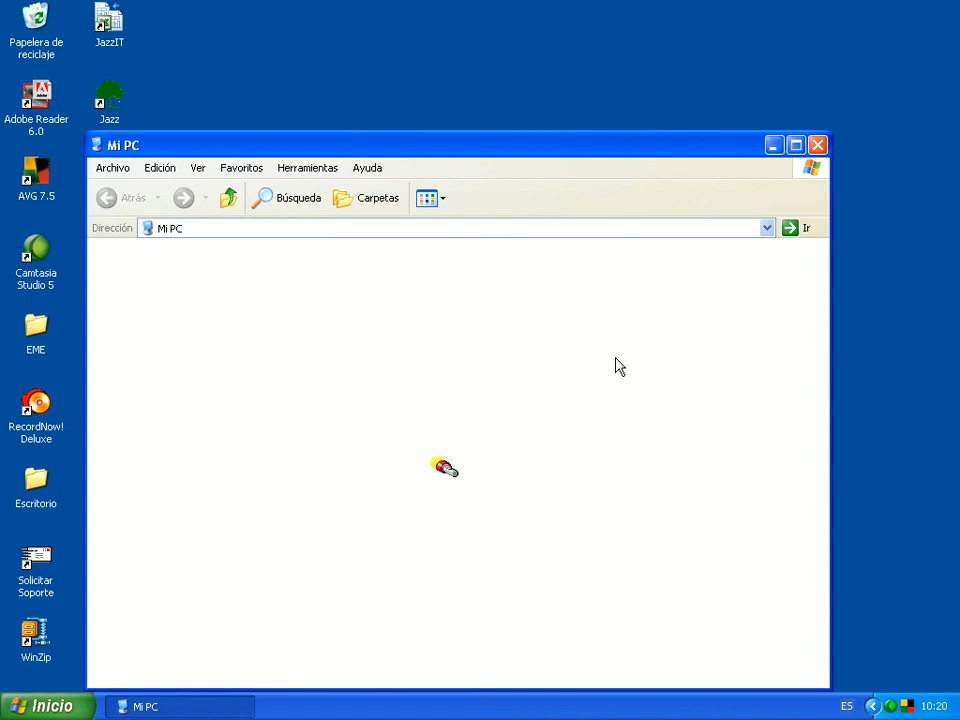 Papelera de
reciclaje
JazzIT
Adobe Reader
6.0
Jazz
AVG 7.5
Camtasia
Studio 5
EME
RecordNow!
Deluxe
Escritorio
Solicitar
Soporte
WinZip
Mi PC
Archivo Edición Ver Favoritos Herramientas Ayuda
Atrás Búsqueda Carpetas
Dirección Mi PC Ir
Inicio Mi PC ES 10:20